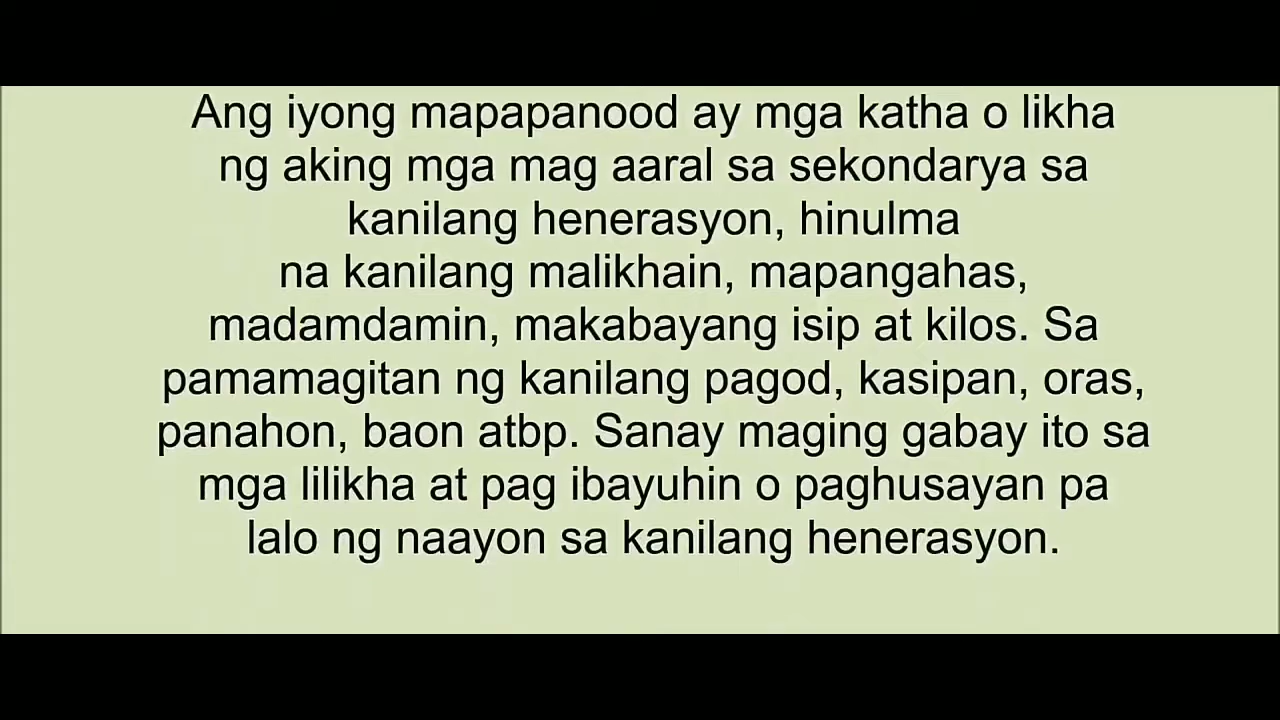 Ang iyong mapapanood ay mga katha o likha
ng aking mga mag aaral sa sekondarya sa
kanilang henerasyon, hinulma
na kanilang malikhain, mapangahas,
madamdamin, makabayang isip at kilos. Sa
pamamagitan ng kanilang pagod, kasipan, oras,
panahon, baon atbp. Sanay maging gabay ito sa
mga lilikha at pag ibayuhin o paghusayan pa
lalo ng naayon sa kanilang henerasyon.